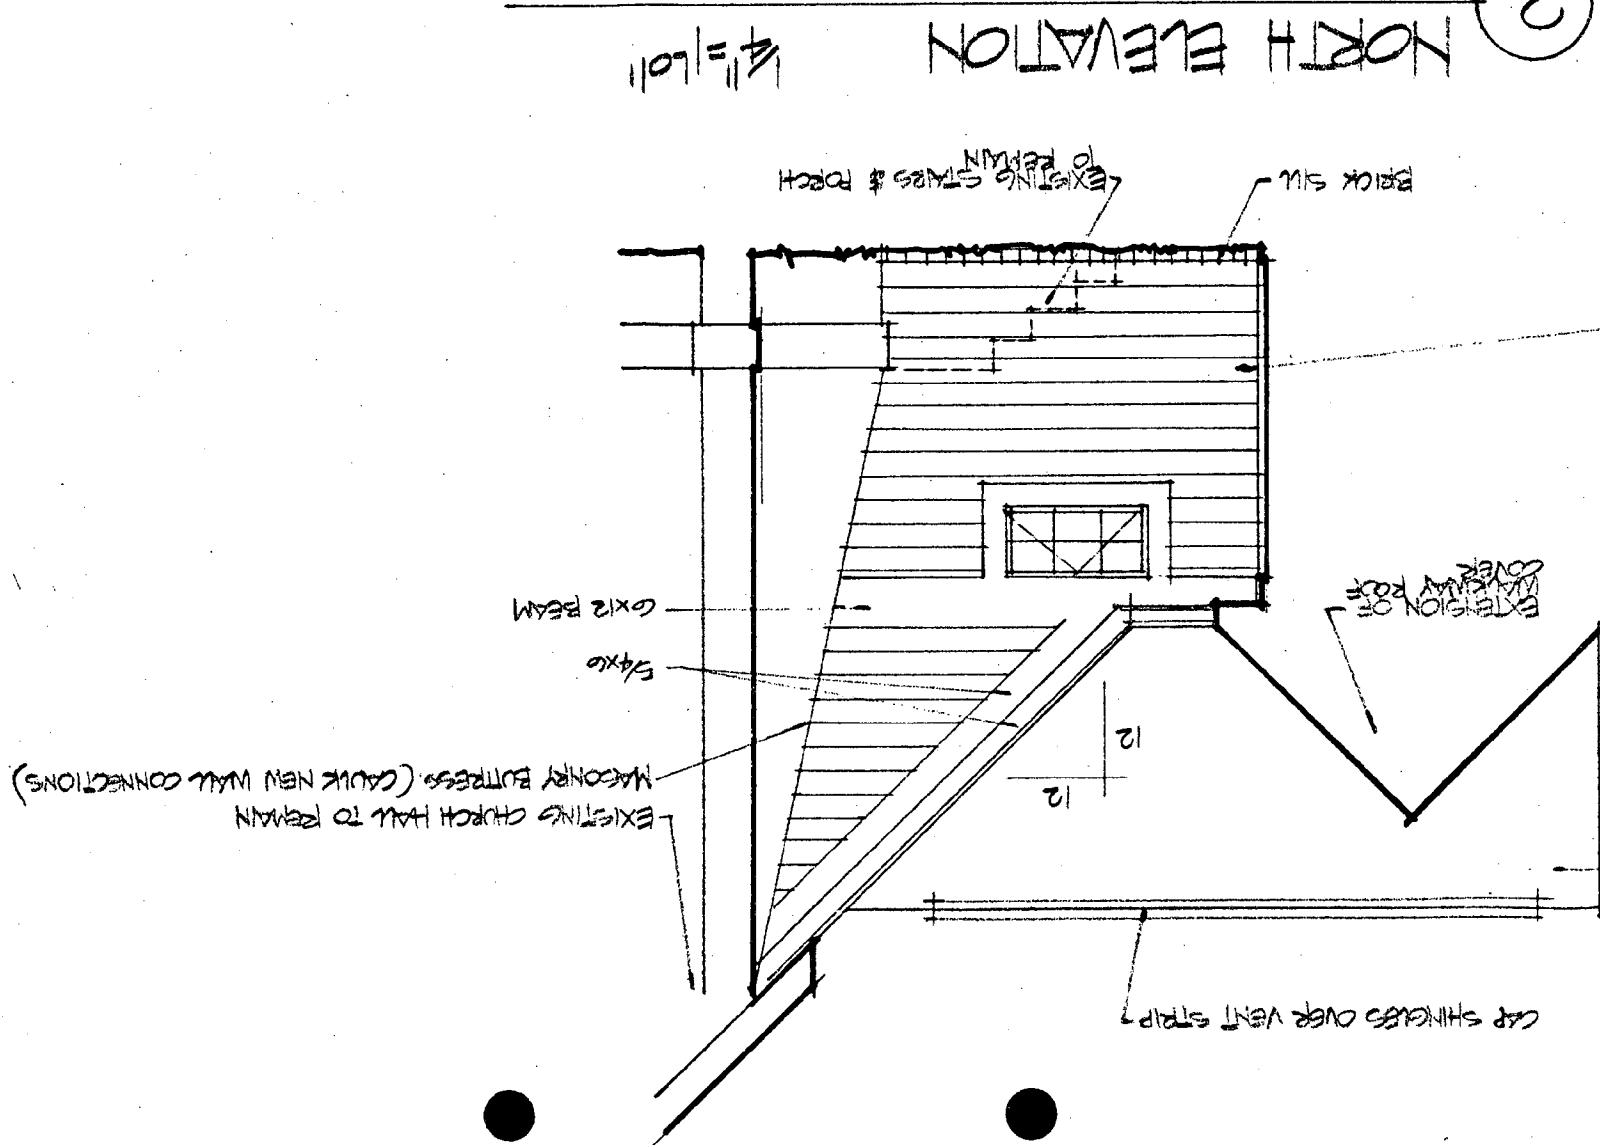 CAP SHINGLES OVER VENT STRIP
EXISTING CHURCH HALL TO REMAIN
MASONRY BUTTRESS (CAULK NEW WALL CONNECTIONS)
12
12
5/4x6
6x12 BEAM
EXTENSION OF
WALKWAY ROOF
COVER
BRICK SILL
EXISTING STAIRS & PORCH
TO REMAIN
NORTH ELEVATION 1/4"=1'0"